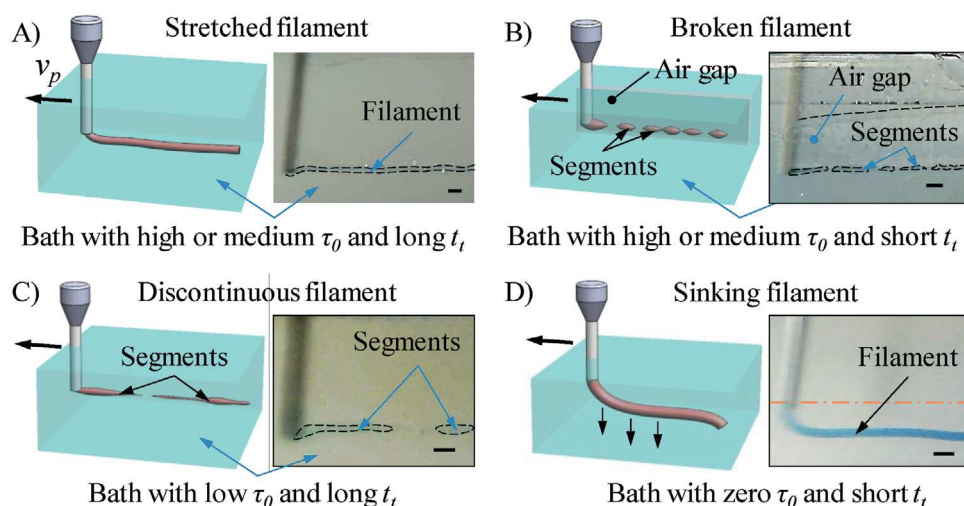 A) Stretched filament
v_p
Filament
Bath with high or medium τ_0 and long t_t
B) Broken filament
Air gap
Segments
Air gap
Segments
Bath with high or medium τ_0 and short t_t
C) Discontinuous filament
Segments
Segments
Bath with low τ_0 and long t_t
D) Sinking filament
Filament
Bath with zero τ_0 and short t_t